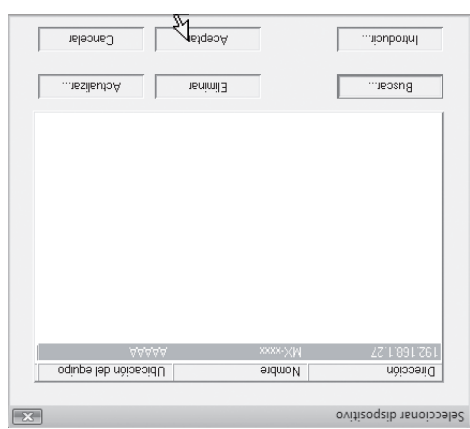 Seleccionar dispositivo
Dirección Nombre Ubicación del equipo
192.168.1.27 MX-xxxx AAAAA
Buscar... Eliminar Actualizar...
Introducir... Aceptar Cancelar